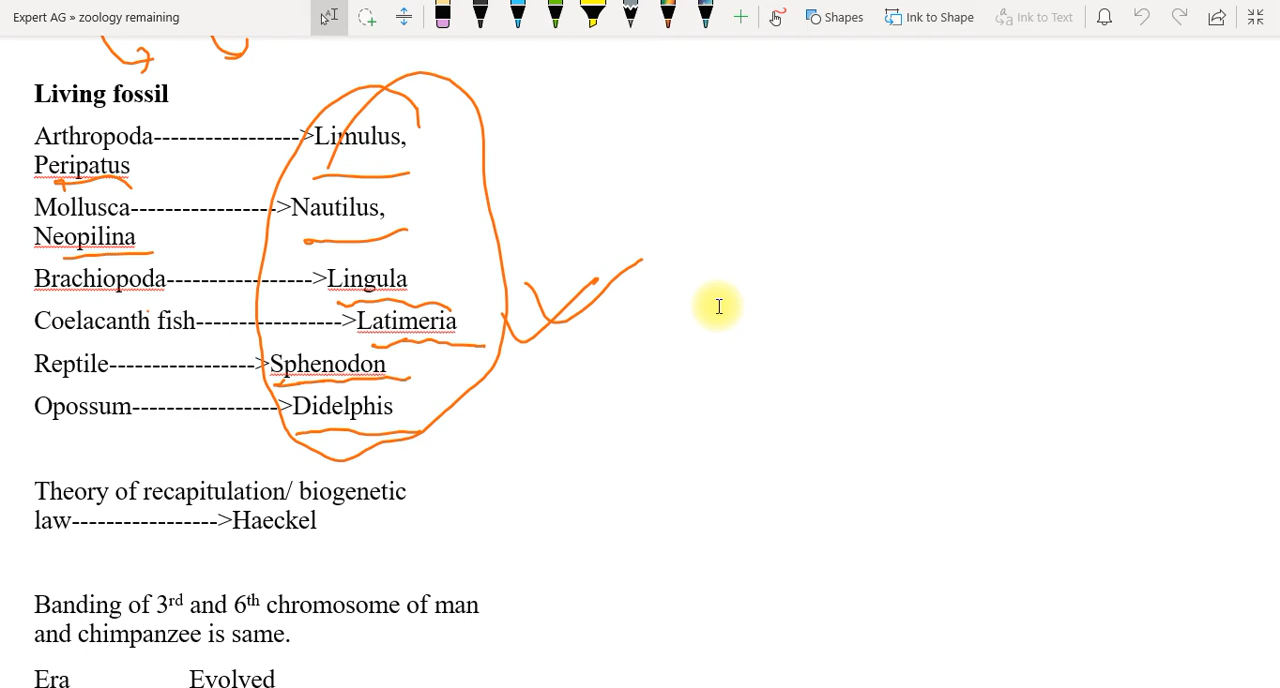 Expert AG » zoology remaining
Shapes
Ink to Shape
Ink to Text
Living fossil
Arthropoda----------------->Limulus,
Peripatus
Mollusca----------------->Nautilus,
Neopilina
Brachiopoda----------------->Lingula
Coelacanth fish----------------->Latimeria
Reptile----------------->Sphenodon
Opossum----------------->Didelphis
Theory of recapitulation/ biogenetic
law----------------->Haeckel
Banding of 3rd and 6th chromosome of man
and chimpanzee is same.
Era Evolved